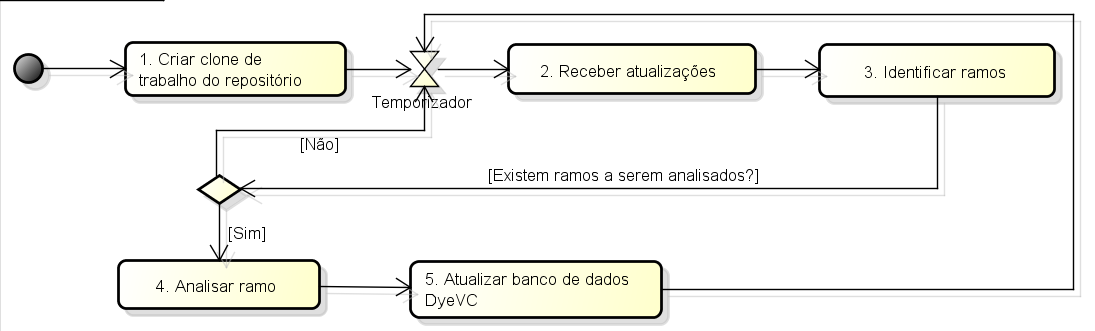 1. Criar clone de
trabalho do repositório
Temporizador
2. Receber atualizações
3. Identificar ramos
[Não]
[Existem ramos a serem analisados?]
[Sim]
4. Analisar ramo
5. Atualizar banco de dados
DyeVC